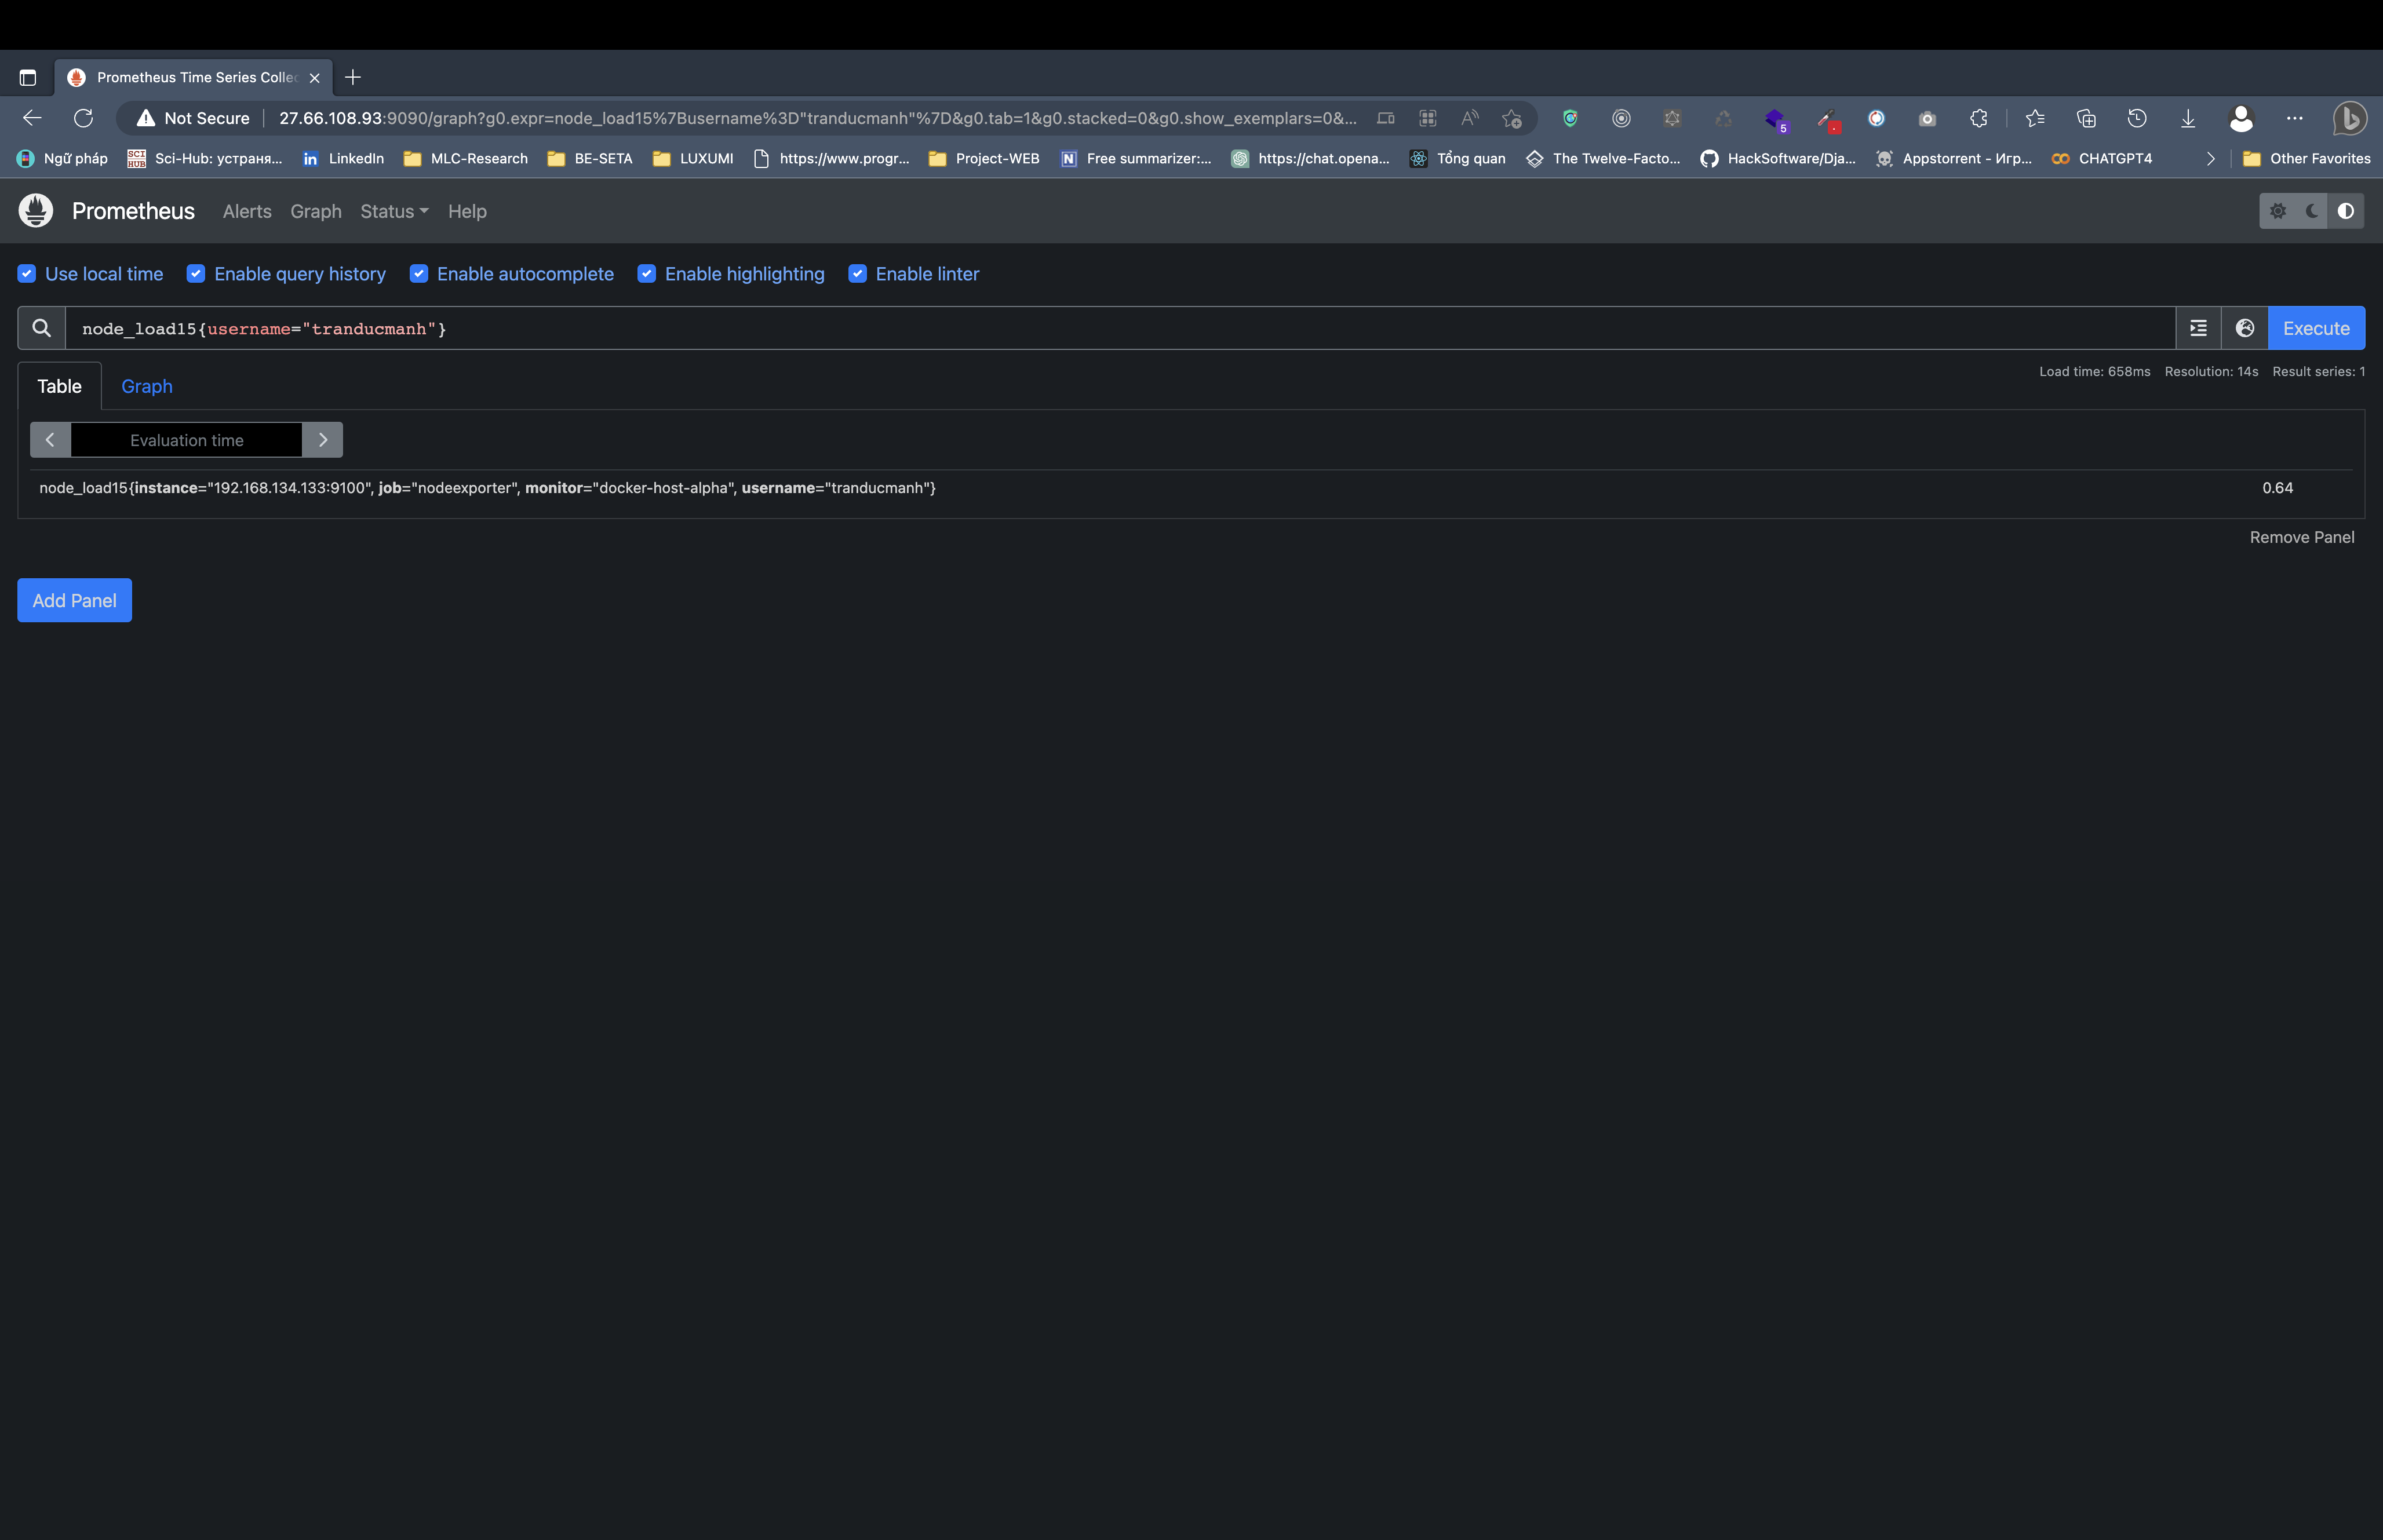 Prometheus Time Series Collec
Not Secure 27.66.108.93:9090/graph?g0.expr=node_load15%7Busername%3D"tranducmanh"%7D&g0.tab=1&g0.stacked=0&g0.show_exemplars=0&...
5
Ngữ pháp SCI HUB Sci-Hub: устраня... in LinkedIn MLC-Research BE-SETA LUXUMI https://www.progr... Project-WEB N Free summarizer:... https://chat.opena... Tổng quan The Twelve-Facto... HackSoftware/Dja... Appstorrent - Игр... CHATGPT4 Other Favorites
Prometheus Alerts Graph Status Help
Use local time Enable query history Enable autocomplete Enable highlighting Enable linter
node_load15{username="tranducmanh"} Execute
Table Graph Load time: 658ms Resolution: 14s Result series: 1
Evaluation time
node_load15{instance="192.168.134.133:9100", job="nodeexporter", monitor="docker-host-alpha", username="tranducmanh"} 0.64
Remove Panel
Add Panel